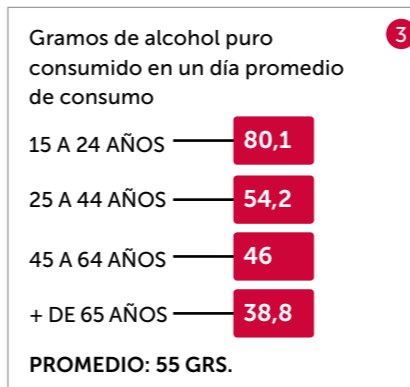 Gramos de alcohol puro
consumido en un día promedio
de consumo
3
15 A 24 AÑOS 80,1
25 A 44 AÑOS 54,2
45 A 64 AÑOS 46
+ DE 65 AÑOS 38,8
PROMEDIO: 55 GRS.